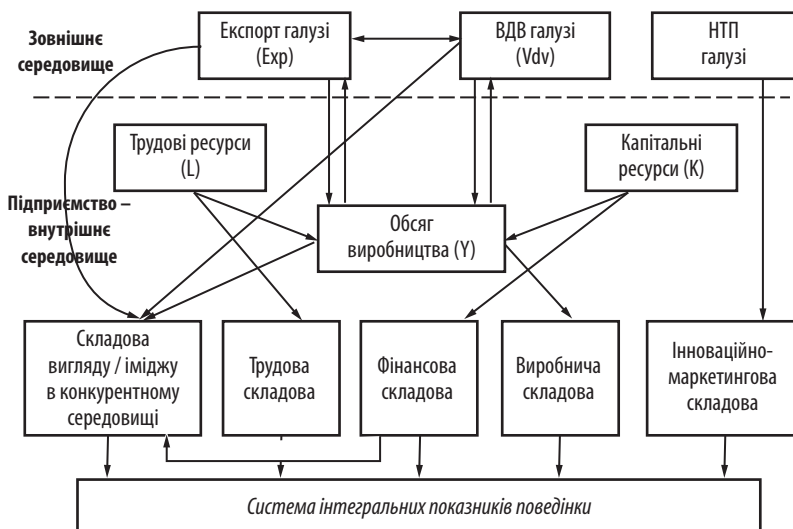 Зовнішнє
середовище
Експорт галузі
(Exp)
ВДВ галузі
(Vdv)
НТП
галузі
Трудові ресурси
(L)
Капітальні
ресурси (K)
Підприємство –
внутрішнє
середовище
Обсяг
виробництва (Y)
Складова
вигляду / іміджу
в конкурентному
середовищі
Трудова
складова
Фінансова
складова
Виробнича
складова
Інноваційно-
маркетингова
складова
Система інтегральних показників поведінки